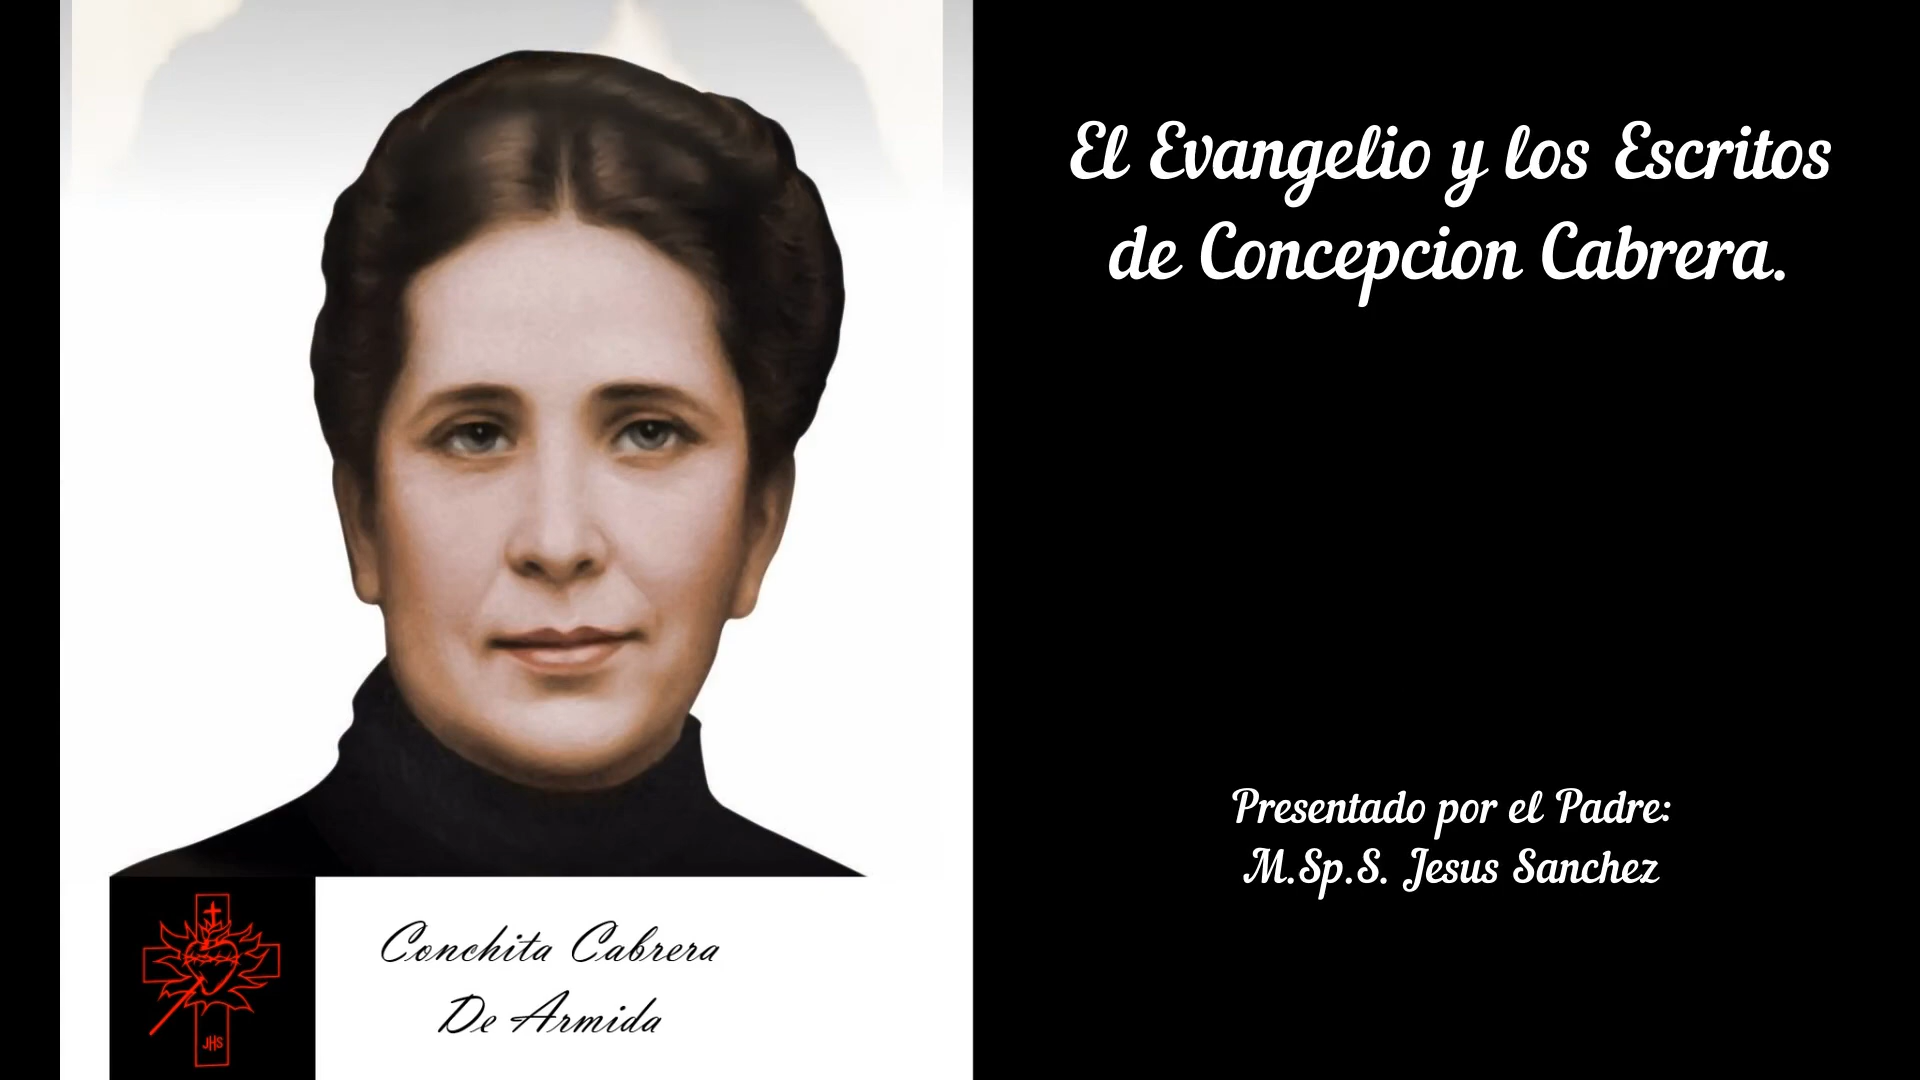 El Evangelio y los Escritos
de Concepcion Cabrera.
Presentado por el Padre:
M.Sp.S. Jesus Sanchez
Conchita Cabrera
De Armida
JHS